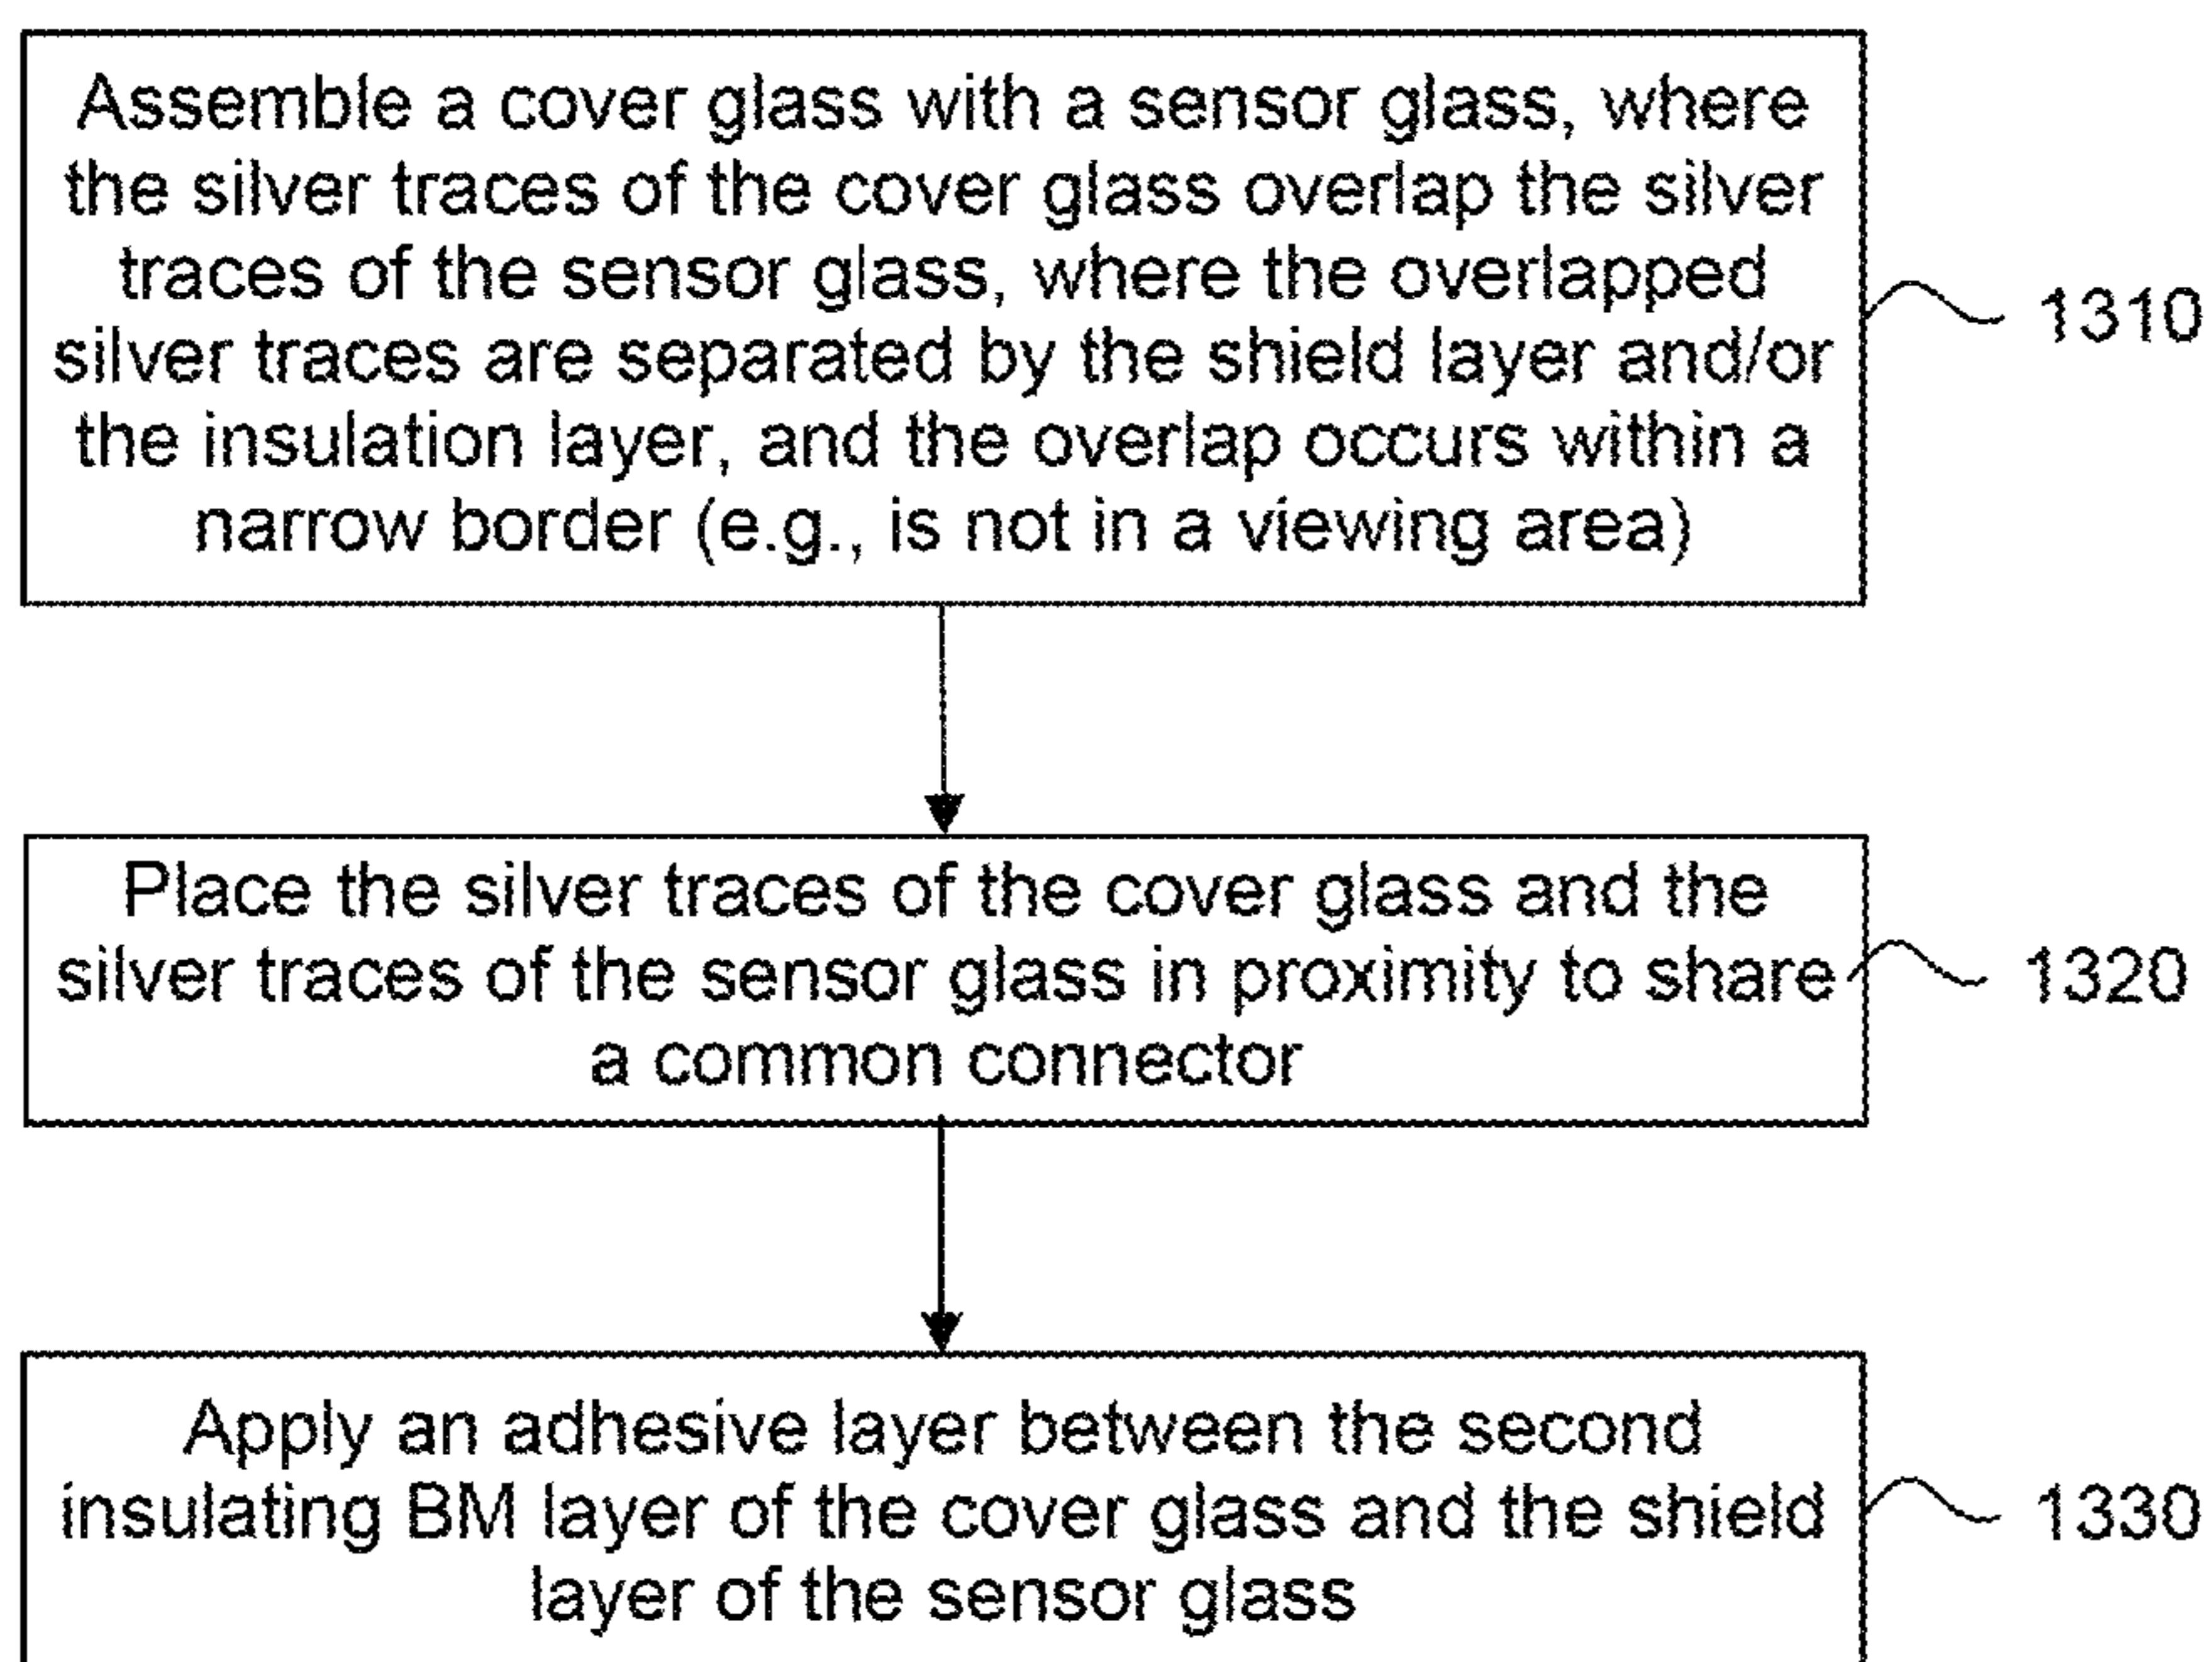 Assemble a cover glass with a sensor glass, where
the silver traces of the cover glass overlap the silver
traces of the sensor glass, where the overlapped
silver traces are separated by the shield layer and/or
the insulation layer, and the overlap occurs within a
narrow border (e.g., is not in a viewing area)
1310
Place the silver traces of the cover glass and the
silver traces of the sensor glass in proximity to share
a common connector
1320
Apply an adhesive layer between the second
insulating BM layer of the cover glass and the shield
layer of the sensor glass
1330